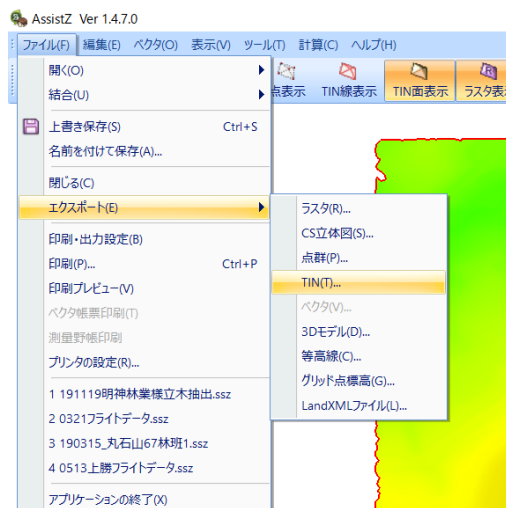 AssistZ Ver 1.4.7.0
ファイル(F) 編集(E) ベクタ(O) 表示(V) ツール(T) 計算(C) ヘルプ(H)
点表示 TIN線表示 TIN面表示 ラスタ表
開く(O)
結合(U)
上書き保存(S) Ctrl+S
名前を付けて保存(A)...
閉じる(C)
エクスポート(E)
印刷・出力設定(B)
印刷(P)... Ctrl+P
印刷プレビュー(V)
ベクタ帳票印刷(T)
測量野帳印刷
プリンタの設定(R)...
1 191119明神林業様立木抽出.ssz
2 0321フライトデータ.ssz
3 190315_丸石山67林班1.ssz
4 0513上勝フライトデータ.ssz
アプリケーションの終了(X)
ラスタ(R)...
CS立体図(S)...
点群(P)...
TIN(T)...
ベクタ(V)...
3Dモデル(D)...
等高線(C)...
グリッド点標高(G)...
LandXMLファイル(L)...